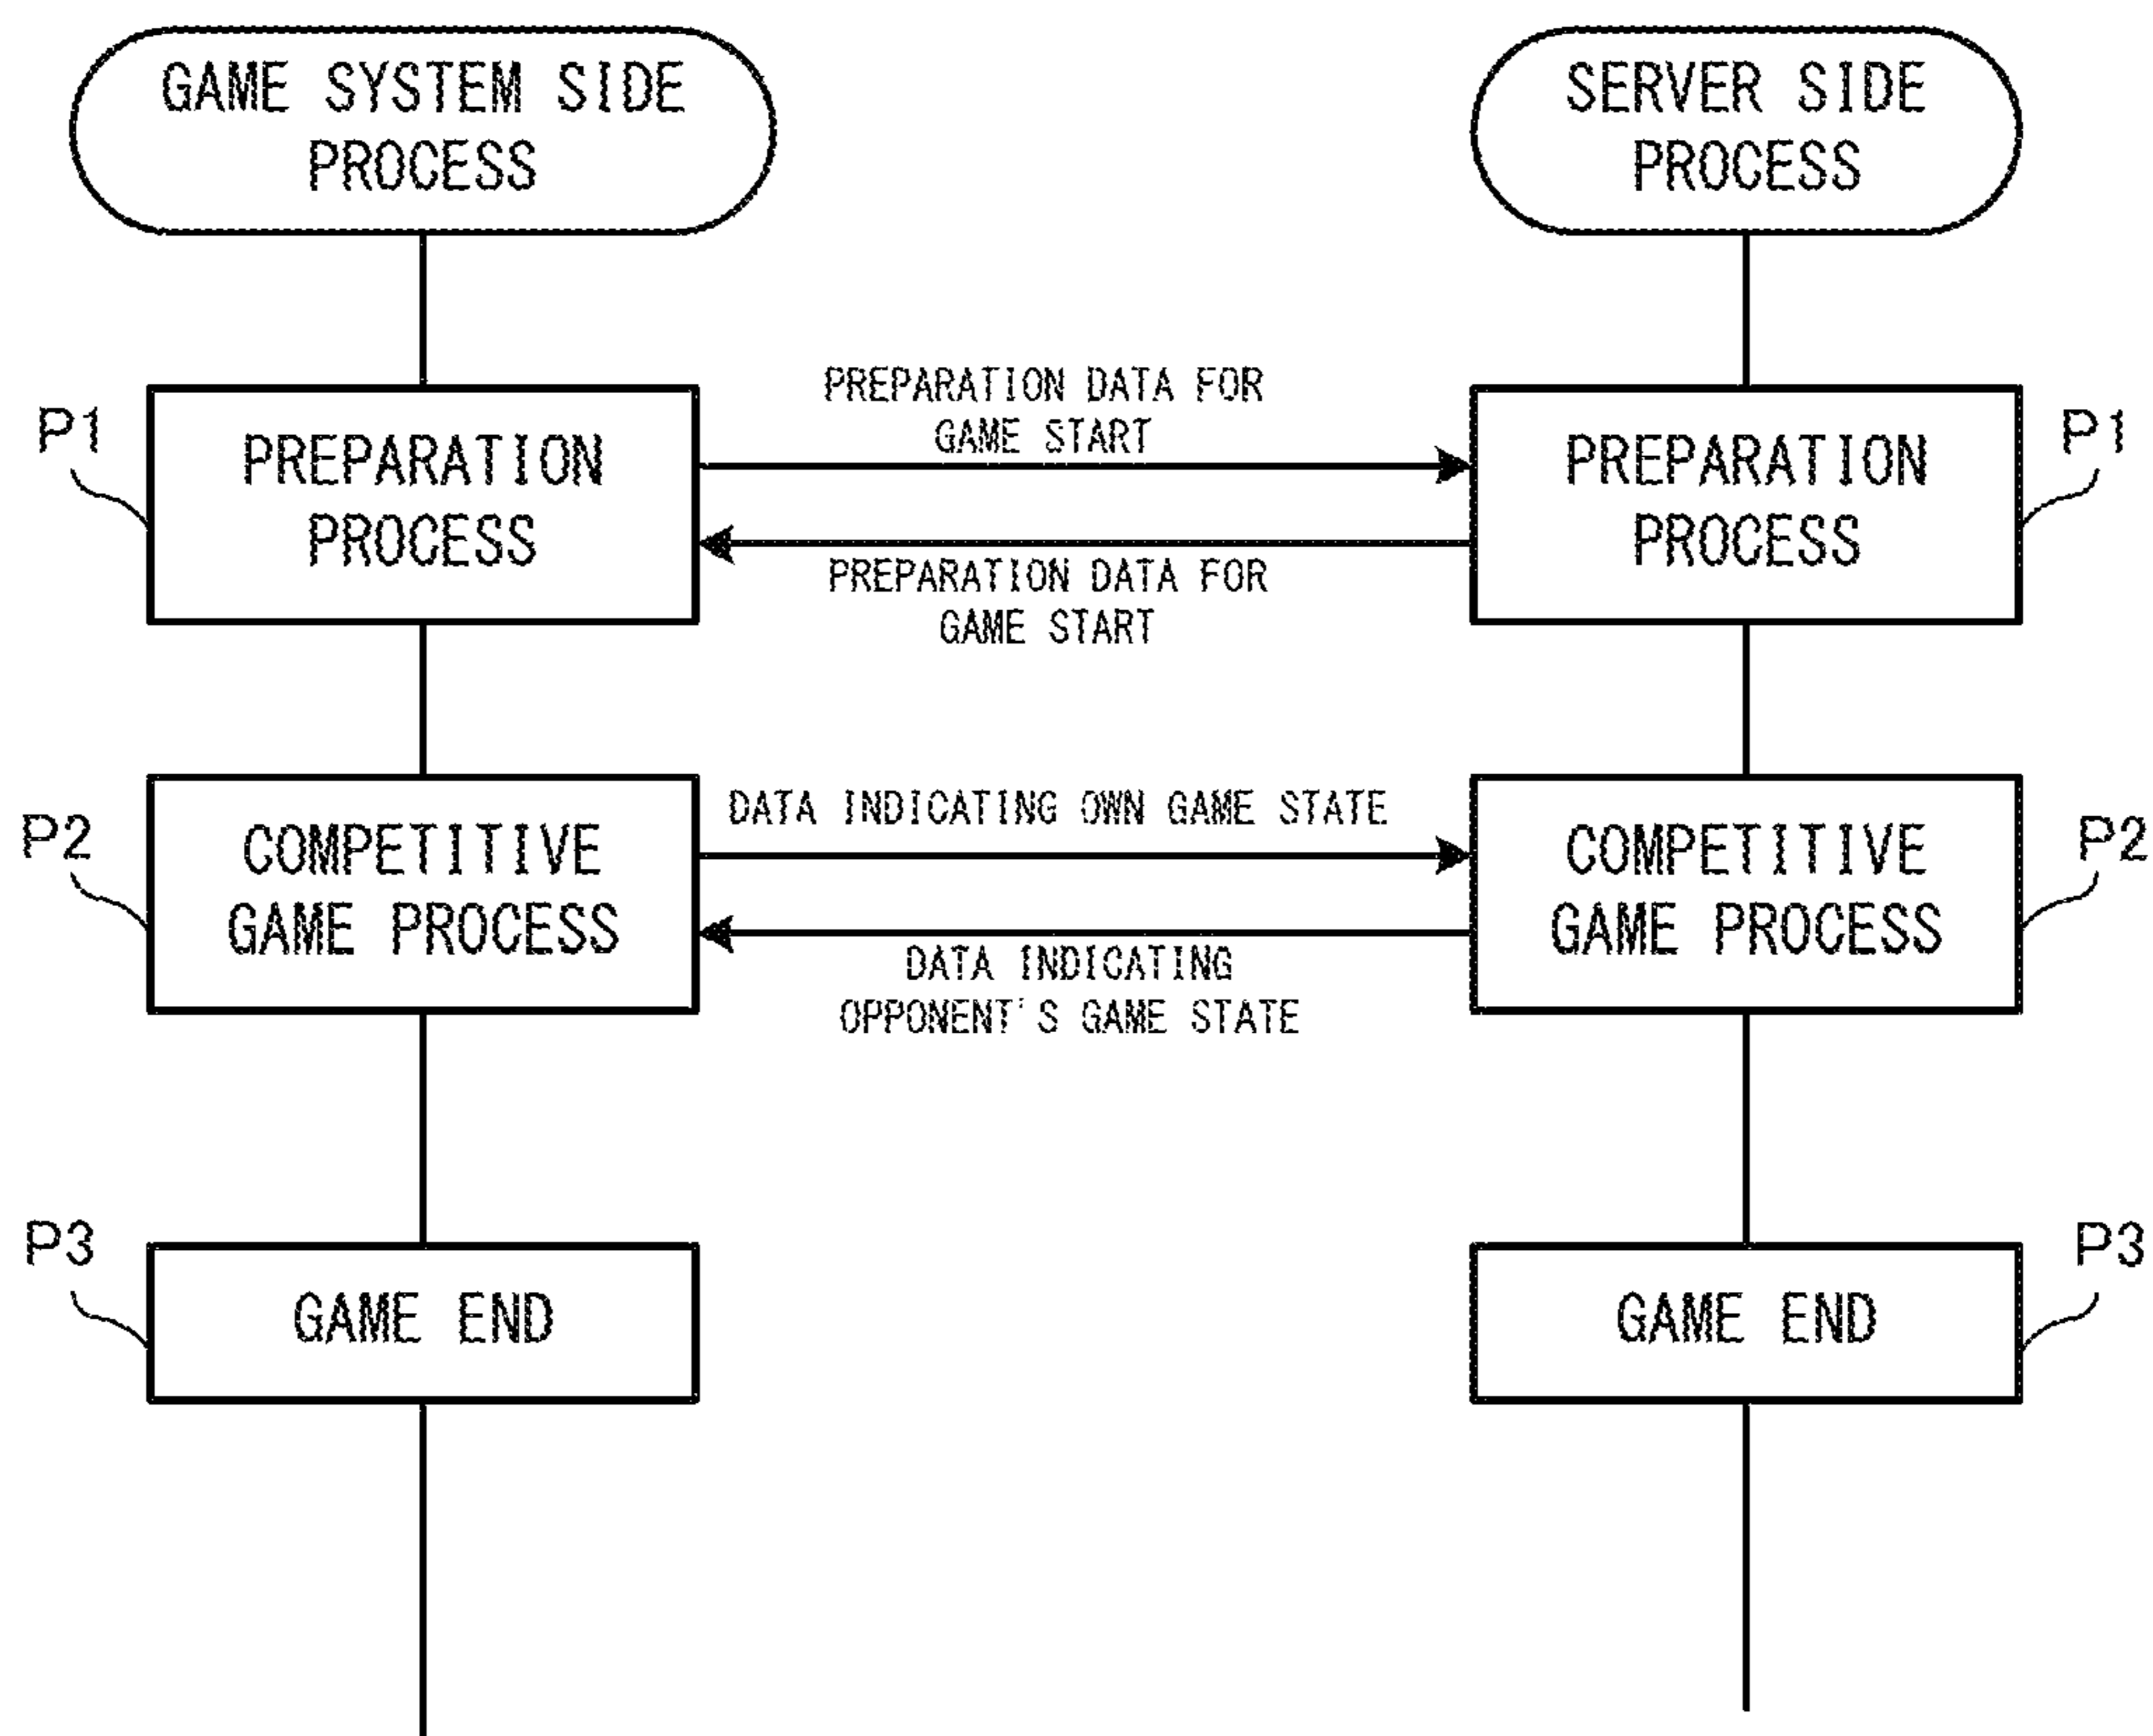 GAME SYSTEM SIDE
PROCESS
SERVER SIDE
PROCESS
P1
PREPARATION
PROCESS
PREPARATION DATA FOR
GAME START
PREPARATION DATA FOR
GAME START
PREPARATION
PROCESS
P1
P2
COMPETITIVE
GAME PROCESS
DATA INDICATING OWN GAME STATE
DATA INDICATING
OPPONENT'S GAME STATE
COMPETITIVE
GAME PROCESS
P2
P3
GAME END
GAME END
P3